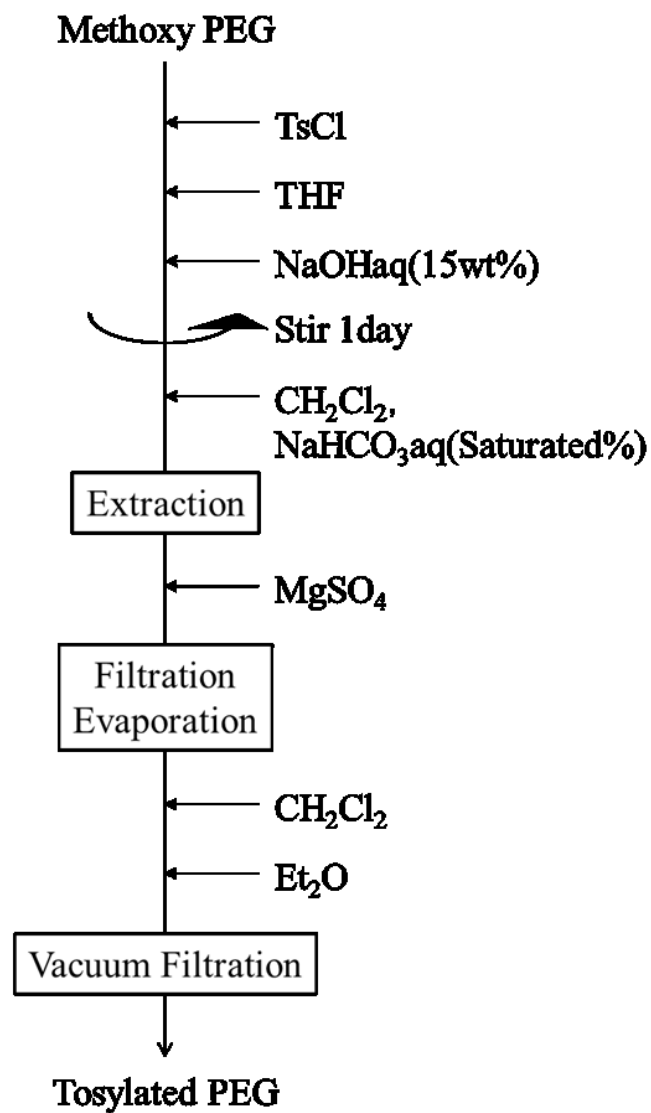 Methoxy PEG
TsCl
THF
NaOHaq(15wt%)
Stir 1day
CH₂Cl₂,
NaHCO₃aq(Saturated%)
Extraction
MgSO₄
Filtration
Evaporation
CH₂Cl₂
Et₂O
Vacuum Filtration
Tosylated PEG